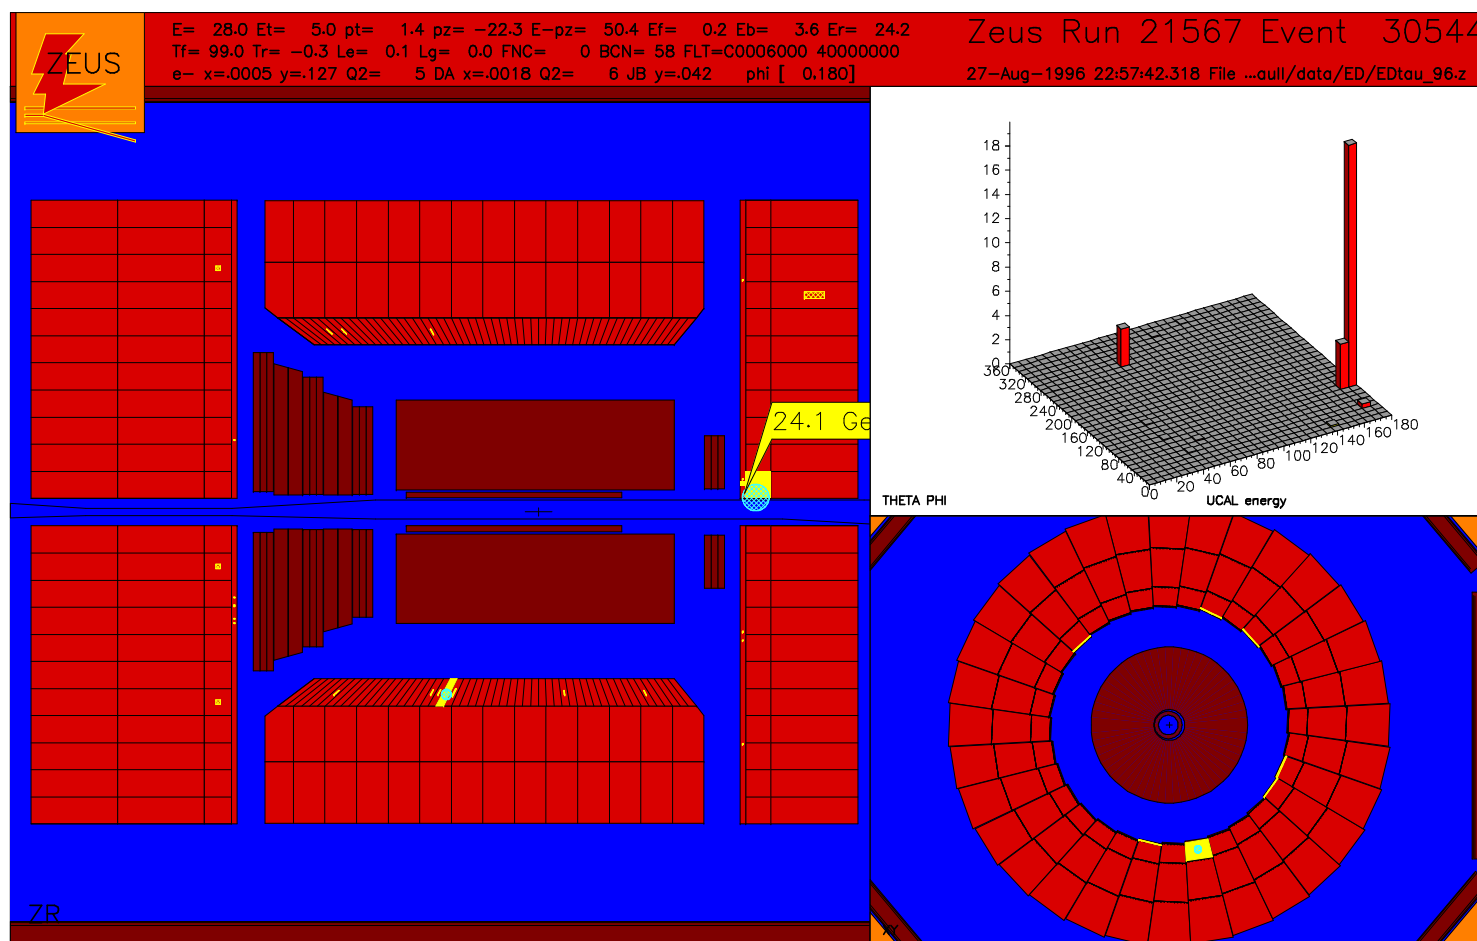 ZEUS
E= 28.0 Et= 5.0 pt= 1.4 pz= −22.3 E−pz= 50.4 Ef= 0.2 Eb= 3.6 Er= 24.2
Tf= 99.0 Tr= −0.3 Le= 0.1 Lg= 0.0 FNC= 0 BCN= 58 FLT=C0006000 40000000
e− x=.0005 y=.127 Q2= 5 DA x=.0018 Q2= 6 JB y=.042 phi [ 0.180]
Zeus Run 21567 Event 30544
27−Aug−1996 22:57:42.318 File ...aull/data/ED/EDtau_96.z
18
16
14
12
10
8
6
4
2
0
360
320
280
240
200
160
120
80
40
0
0
20
40
60
80
100
120
140
160
180
THETA PHI
UCAL energy
24.1 Ge
ZR
XY